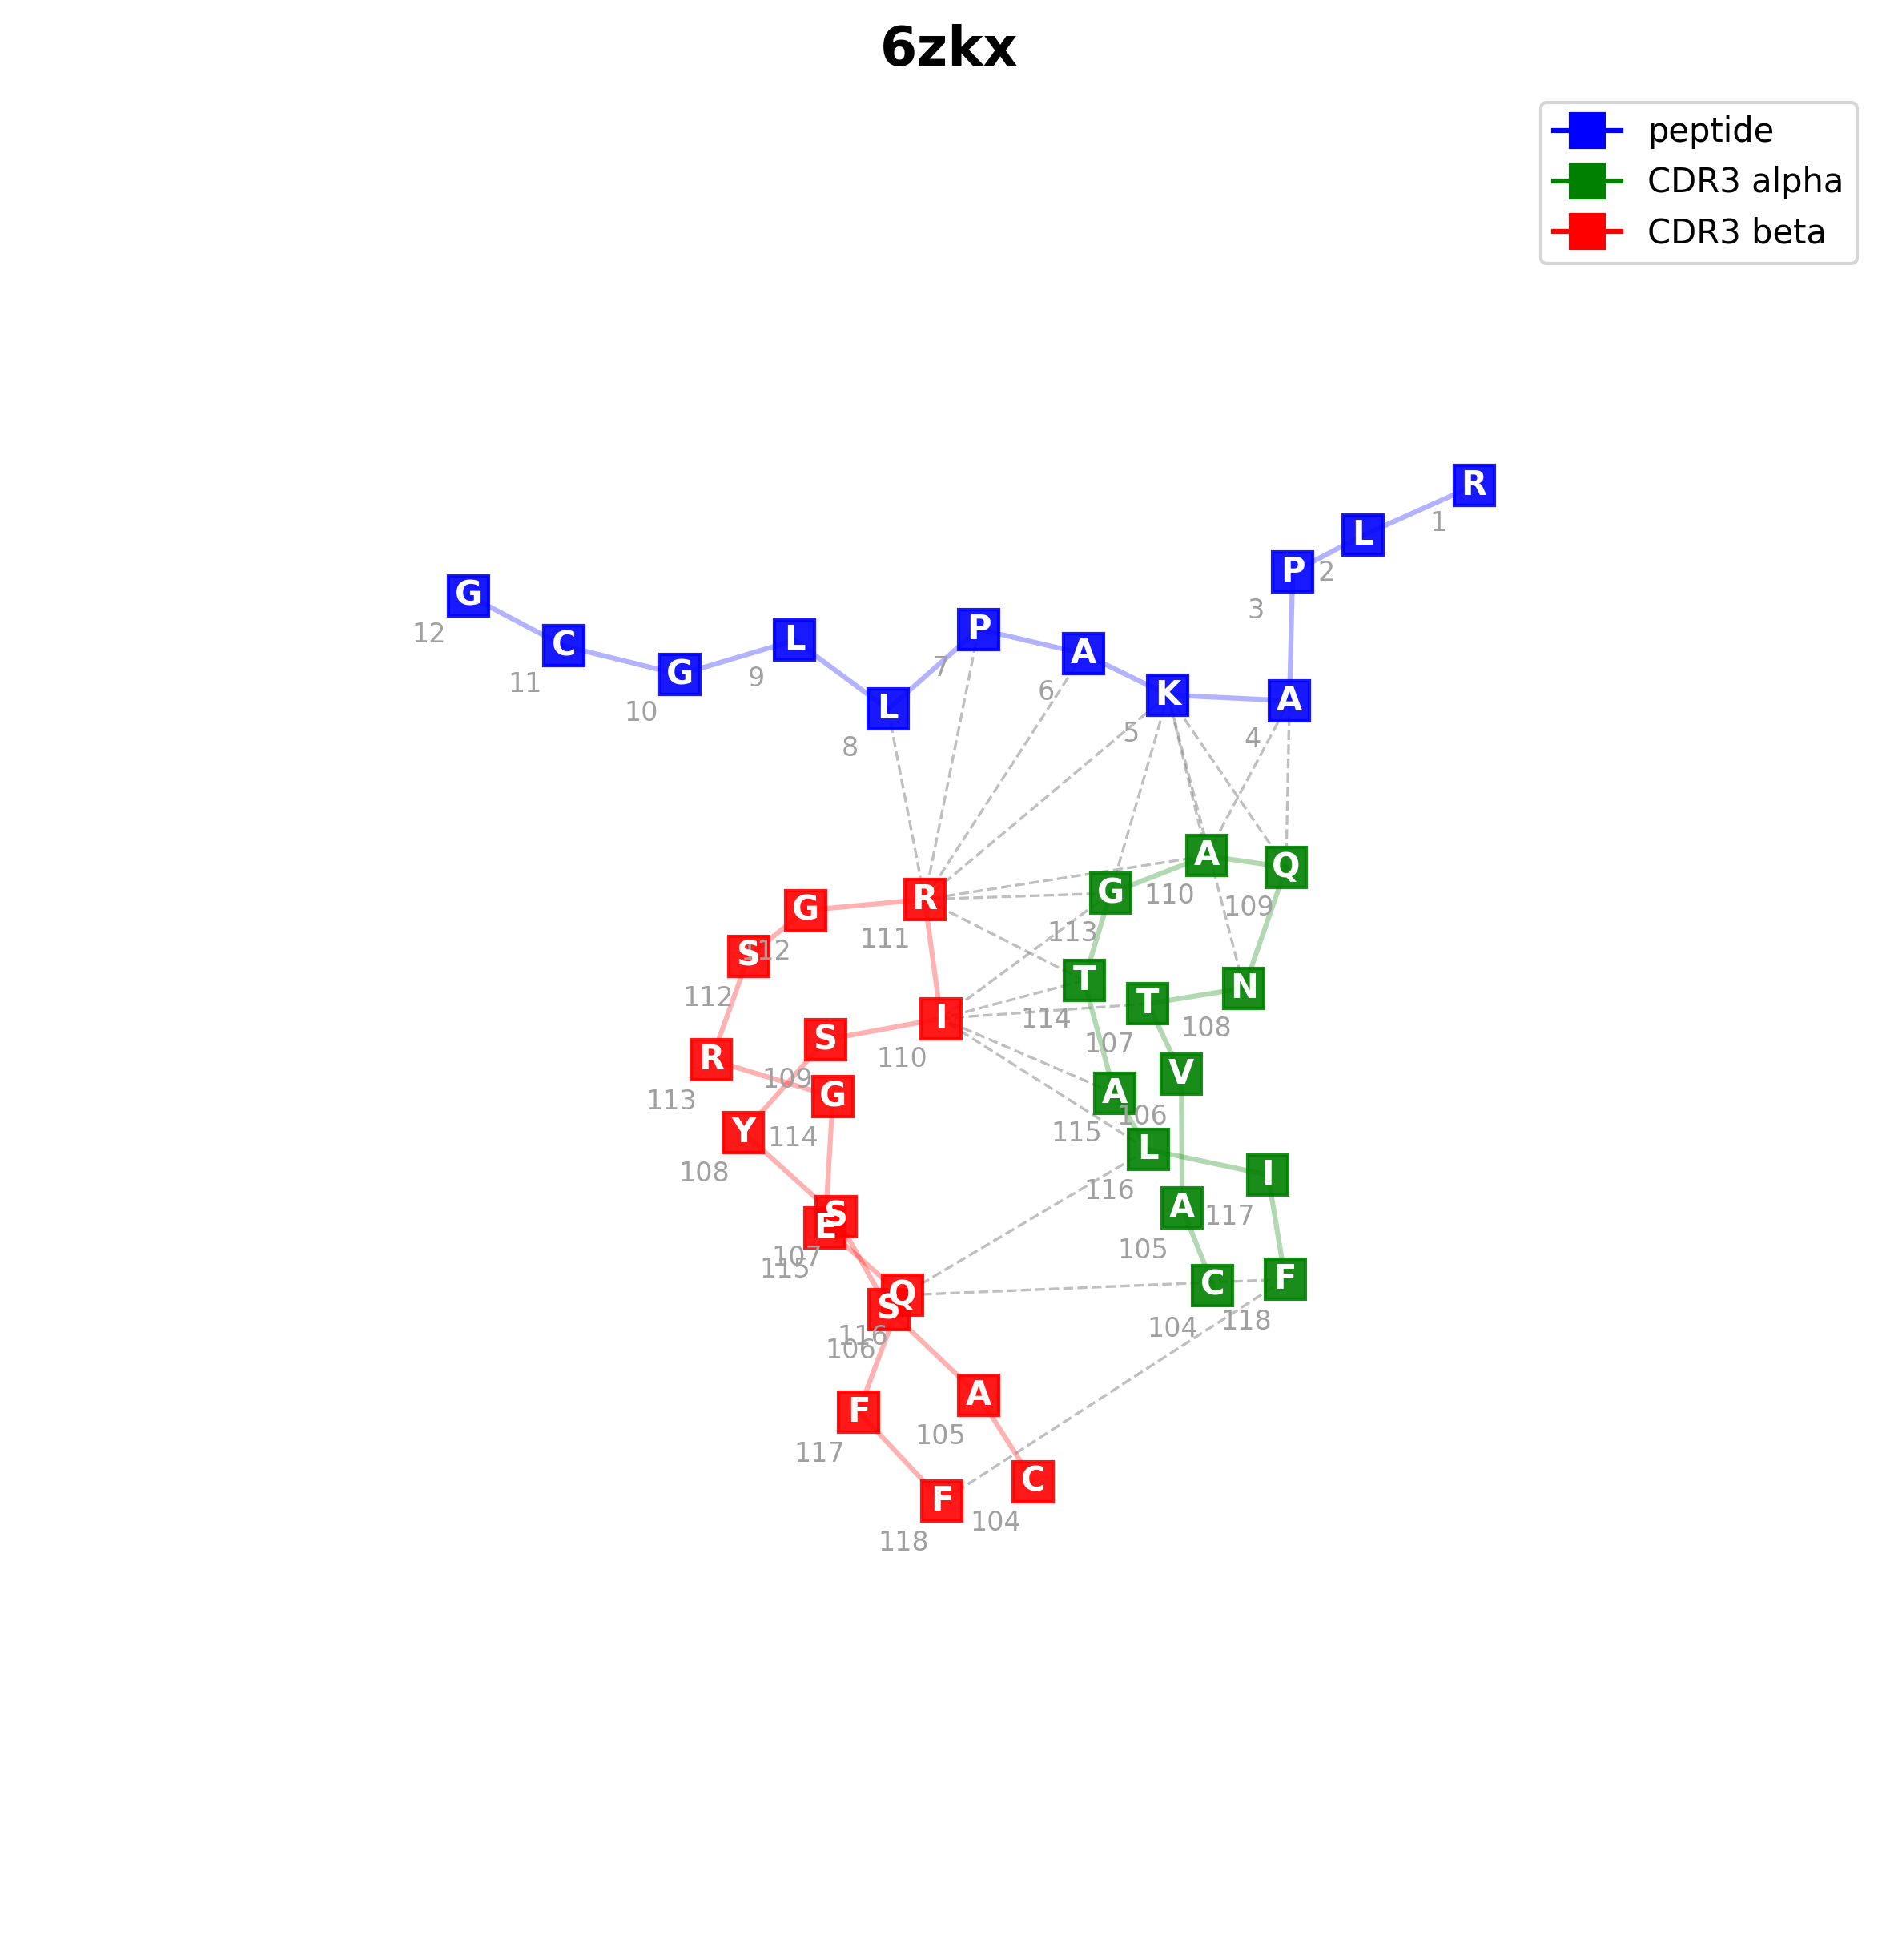 6zkx
peptide
CDR3 alpha
CDR3 beta
R
1
L
2
P
3
G
12
C
11
G
10
L
9
L
8
P
7
A
6
K
5
A
4
A
110
Q
109
G
113
R
111
G
112
S
112
T
114
T
107
N
108
I
110
S
109
R
113
G
114
V
106
A
115
Y
108
L
116
I
117
A
105
S
107
E
115
C
104
F
118
Q
116
S
106
A
105
F
117
C
104
F
118